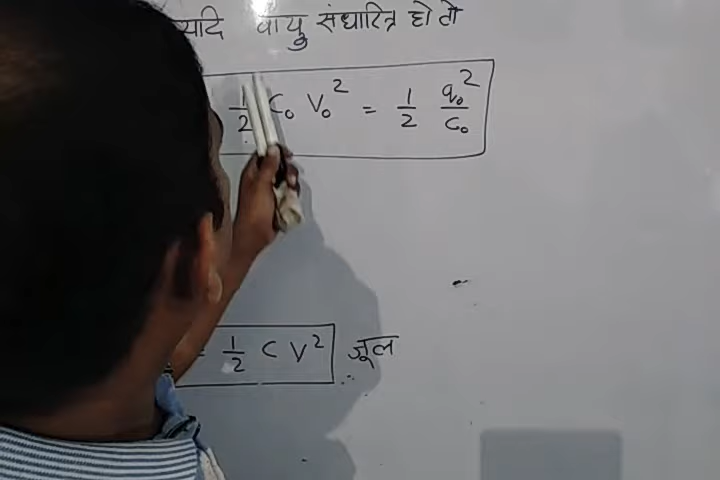 यदि वायु संधारित्र हो तो
1/2 C₀ V₀² = 1/2 q₀²/C₀
= 1/2 C V² जूल